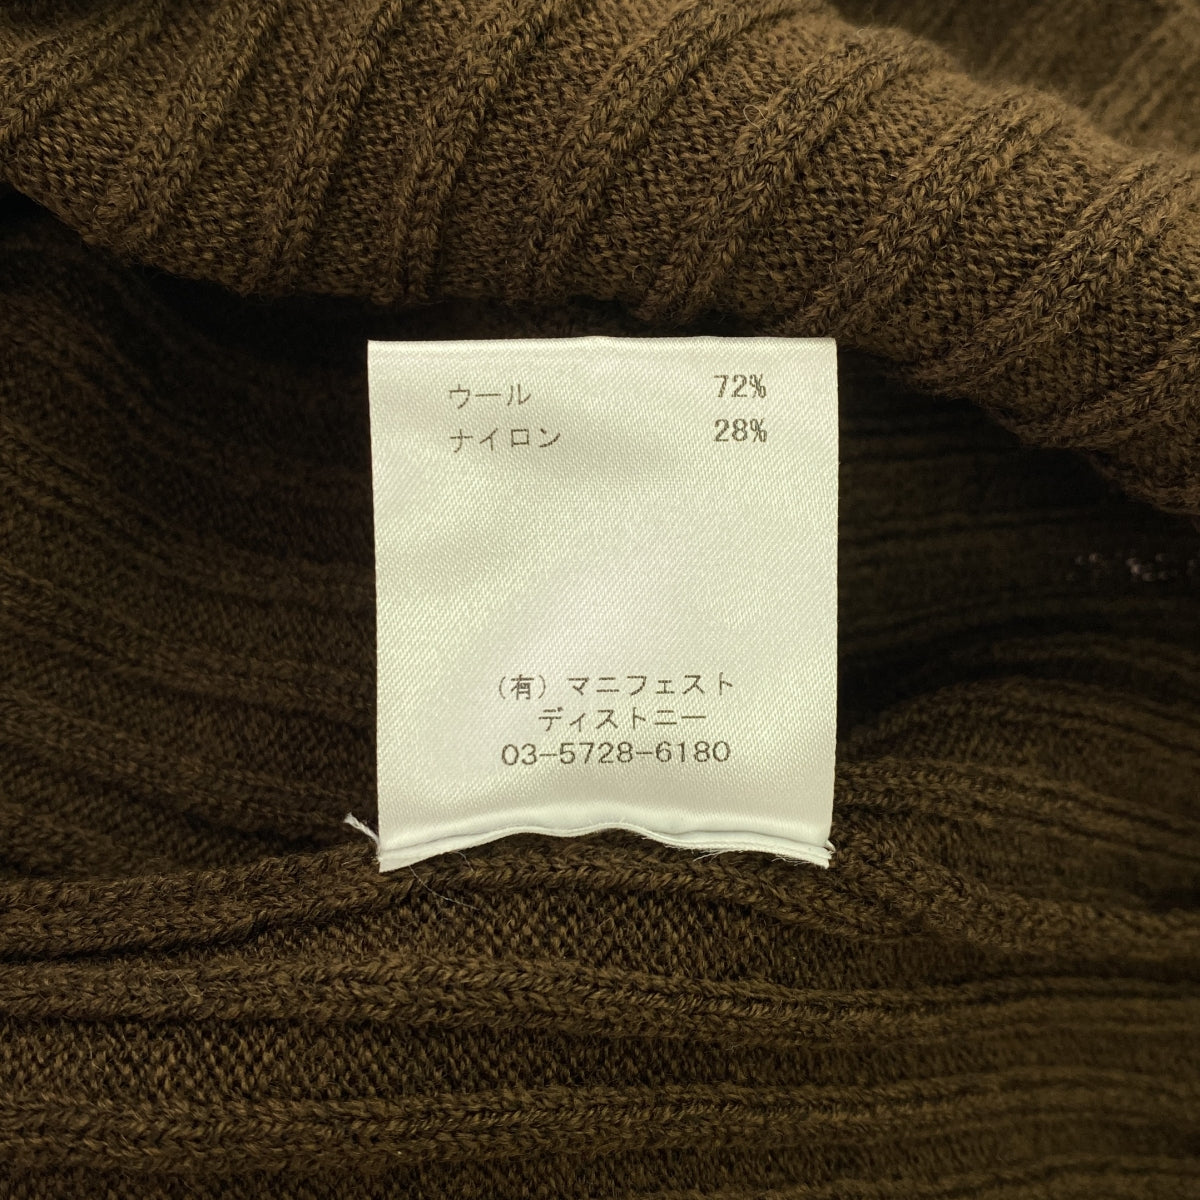 ウール 72%
ナイロン 28%
(有) マニフェスト
ディストニー
03-5728-6180